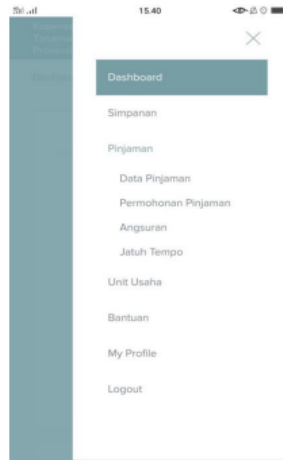 15.40
Dashboard
Simpanan
Pinjaman
Data Pinjaman
Permohonan Pinjaman
Angsuran
Jatuh Tempo
Unit Usaha
Bantuan
My Profile
Logout